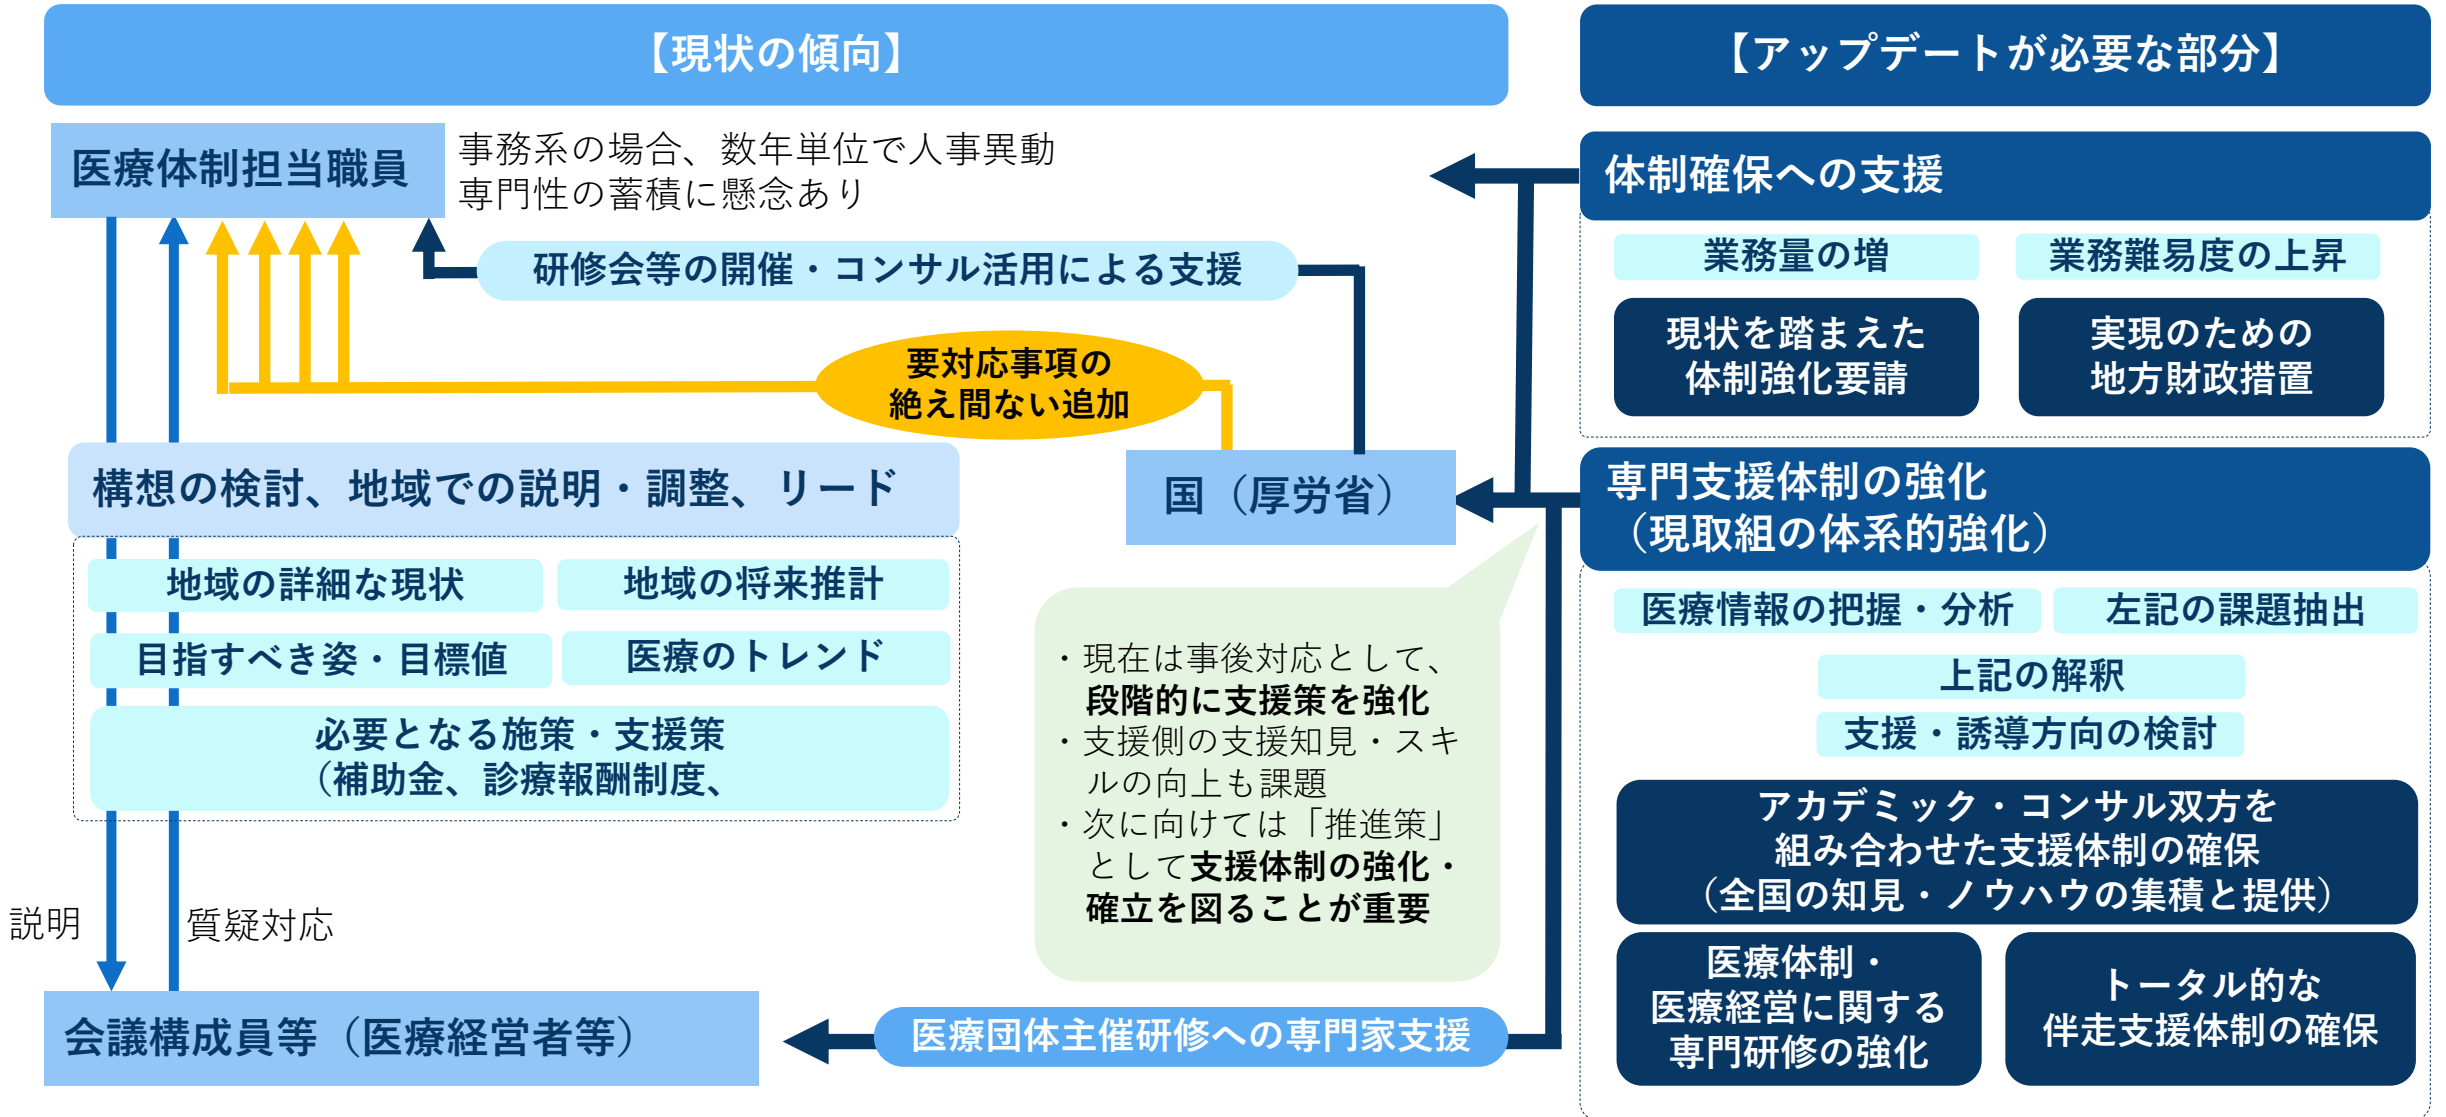 【現状の傾向】
医療体制担当職員
事務系の場合、数年単位で人事異動
専門性の蓄積に懸念あり
研修会等の開催・コンサル活用による支援
要対応事項の
絶え間ない追加
国（厚労省）
構想の検討、地域での説明・調整、リード
地域の詳細な現状
地域の将来推計
目指すべき姿・目標値
医療のトレンド
必要となる施策・支援策
（補助金、診療報酬制度、
説明
質疑対応
会議構成員等（医療経営者等）
・現在は事後対応として、
段階的に支援策を強化
・支援側の支援知見・スキ
ルの向上も課題
・次に向けては「推進策」
として支援体制の強化・
確立を図ることが重要
医療団体主催研修への専門家支援
【アップデートが必要な部分】
体制確保への支援
業務量の増
業務難易度の上昇
現状を踏まえた
体制強化要請
実現のための
地方財政措置
専門支援体制の強化
（現取組の体系的強化）
医療情報の把握・分析
左記の課題抽出
上記の解釈
支援・誘導方向の検討
アカデミック・コンサル双方を
組み合わせた支援体制の確保
（全国の知見・ノウハウの集積と提供）
医療体制・
医療経営に関する
専門研修の強化
トータル的な
伴走支援体制の確保